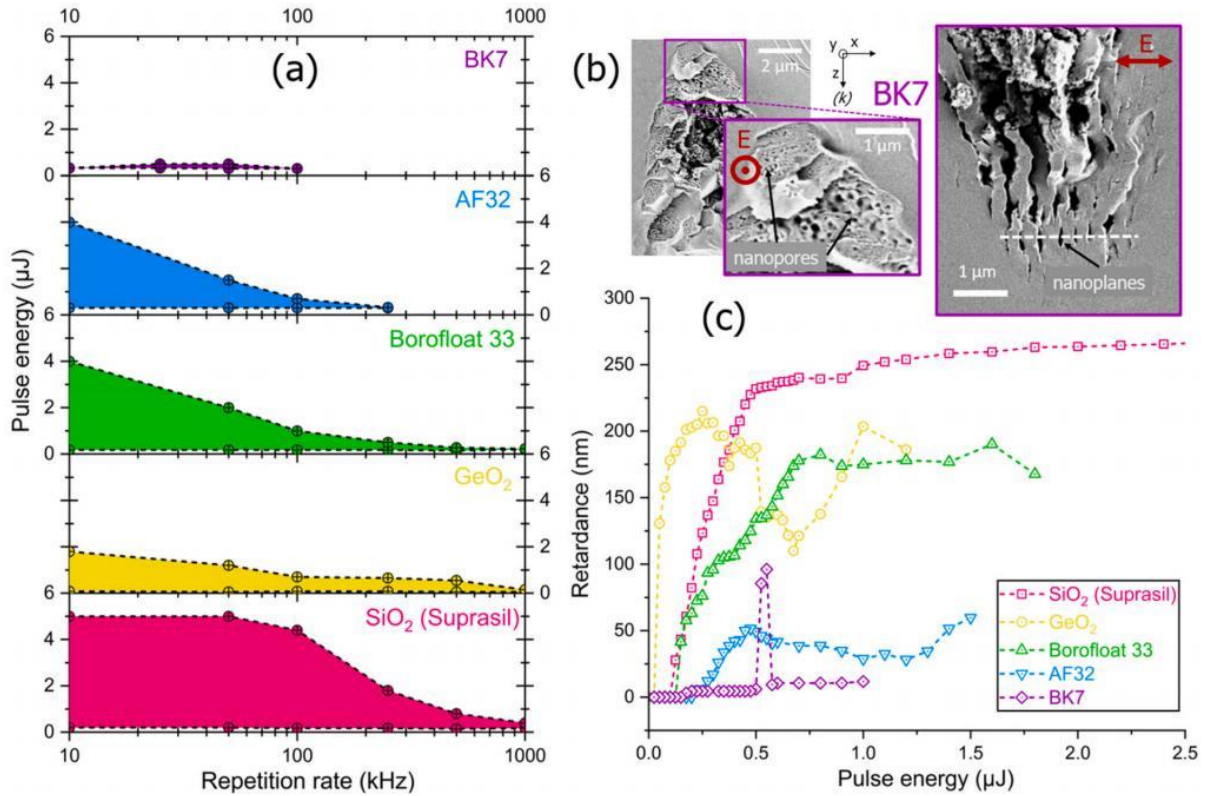 10 100 1000
(a)
6
4
2
0
BK7
6
4
2
0
AF32
6
4
2
0
Borofloat 33
6
4
2
0
GeO2
6
4
2
0
SiO2 (Suprasil)
6
4
2
0
10 100 1000
Repetition rate (kHz)
Pulse energy (µJ)
(b)
2 µm
y x
z
(k)
BK7
E
1 µm
nanopores
E
nanoplanes
1 µm
(c)
300
250
200
150
100
50
0
Retardance (nm)
SiO2 (Suprasil)
GeO2
Borofloat 33
AF32
BK7
0.0 0.5 1.0 1.5 2.0 2.5
Pulse energy (µJ)